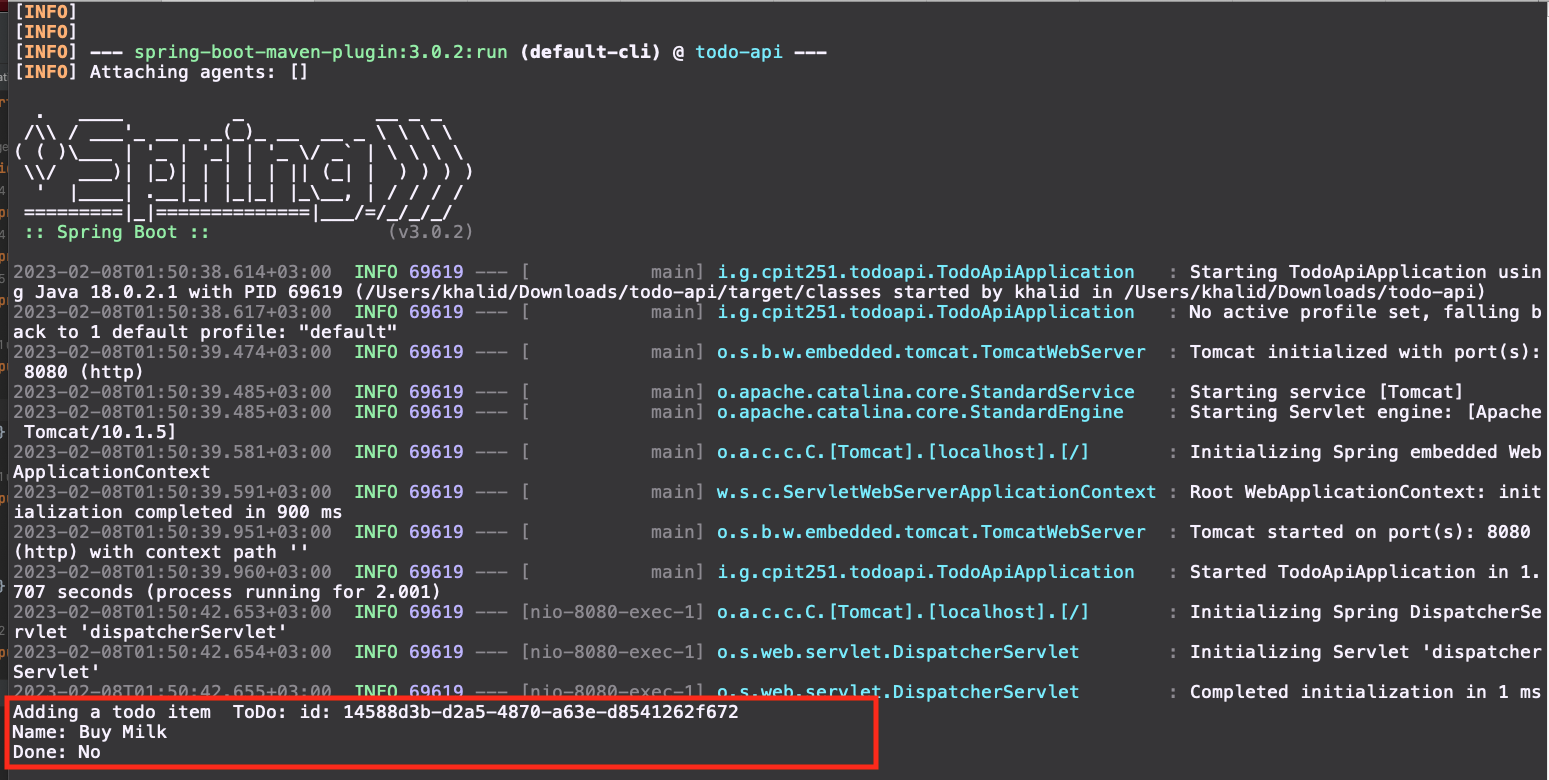 [INFO]
[INFO]
[INFO] --- spring-boot-maven-plugin:3.0.2:run (default-cli) @ todo-api ---
[INFO] Attaching agents: []
  .   ____          _            __ _ _
 /\\ / ___'_ __ _ _(_)_ __  __ _ \ \ \ \
( ( )\___ | '_ | '_| | '_ \/ _` | \ \ \ \
 \\/  ___)| |_)| | | | | || (_| |  ) ) ) )
  '  |____| .__|_| |_|_| |_\__, | / / / /
 =========|_|==============|___/=/_/_/_/
 :: Spring Boot ::                (v3.0.2)
2023-02-08T01:50:38.614+03:00  INFO 69619 --- [           main] i.g.cpit251.todoapi.TodoApiApplication   : Starting TodoApiApplication usin
g Java 18.0.2.1 with PID 69619 (/Users/khalid/Downloads/todo-api/target/classes started by khalid in /Users/khalid/Downloads/todo-api)
2023-02-08T01:50:38.617+03:00  INFO 69619 --- [           main] i.g.cpit251.todoapi.TodoApiApplication   : No active profile set, falling b
ack to 1 default profile: "default"
2023-02-08T01:50:39.474+03:00  INFO 69619 --- [           main] o.s.b.w.embedded.tomcat.TomcatWebServer  : Tomcat initialized with port(s):
 8080 (http)
2023-02-08T01:50:39.485+03:00  INFO 69619 --- [           main] o.apache.catalina.core.StandardService   : Starting service [Tomcat]
2023-02-08T01:50:39.485+03:00  INFO 69619 --- [           main] o.apache.catalina.core.StandardEngine    : Starting Servlet engine: [Apache
 Tomcat/10.1.5]
2023-02-08T01:50:39.581+03:00  INFO 69619 --- [           main] o.a.c.c.C.[Tomcat].[localhost].[/]       : Initializing Spring embedded Web
ApplicationContext
2023-02-08T01:50:39.591+03:00  INFO 69619 --- [           main] w.s.c.ServletWebServerApplicationContext : Root WebApplicationContext: init
ialization completed in 900 ms
2023-02-08T01:50:39.951+03:00  INFO 69619 --- [           main] o.s.b.w.embedded.tomcat.TomcatWebServer  : Tomcat started on port(s): 8080
(http) with context path ''
2023-02-08T01:50:39.960+03:00  INFO 69619 --- [           main] i.g.cpit251.todoapi.TodoApiApplication   : Started TodoApiApplication in 1.
707 seconds (process running for 2.001)
2023-02-08T01:50:42.653+03:00  INFO 69619 --- [nio-8080-exec-1] o.a.c.c.C.[Tomcat].[localhost].[/]       : Initializing Spring DispatcherSe
rvlet 'dispatcherServlet'
2023-02-08T01:50:42.654+03:00  INFO 69619 --- [nio-8080-exec-1] o.s.web.servlet.DispatcherServlet        : Initializing Servlet 'dispatcher
Servlet'
2023-02-08T01:50:42.655+03:00  INFO 69619 --- [nio-8080-exec-1] o.s.web.servlet.DispatcherServlet        : Completed initialization in 1 ms
Adding a todo item  ToDo: id: 14588d3b-d2a5-4870-a63e-d8541262f672
Name: Buy Milk
Done: No